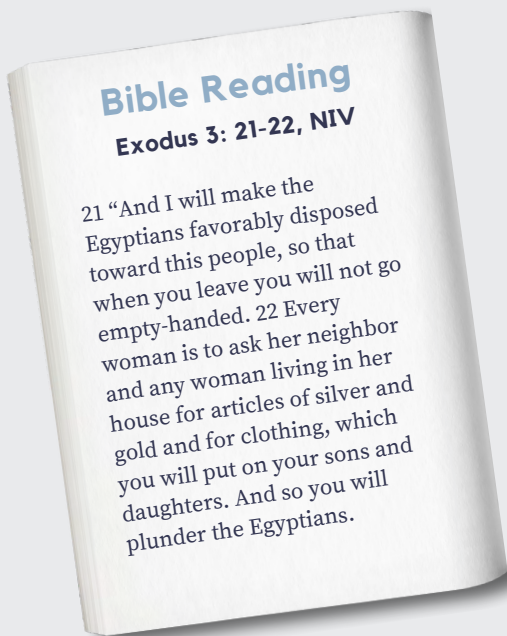 Bible Reading
Exodus 3: 21-22, NIV
21 “And I will make the
Egyptians favorably disposed
toward this people, so that
when you leave you will not go
empty-handed. 22 Every
woman is to ask her neighbor
and any woman living in her
house for articles of silver and
gold and for clothing, which
you will put on your sons and
daughters. And so you will
plunder the Egyptians.